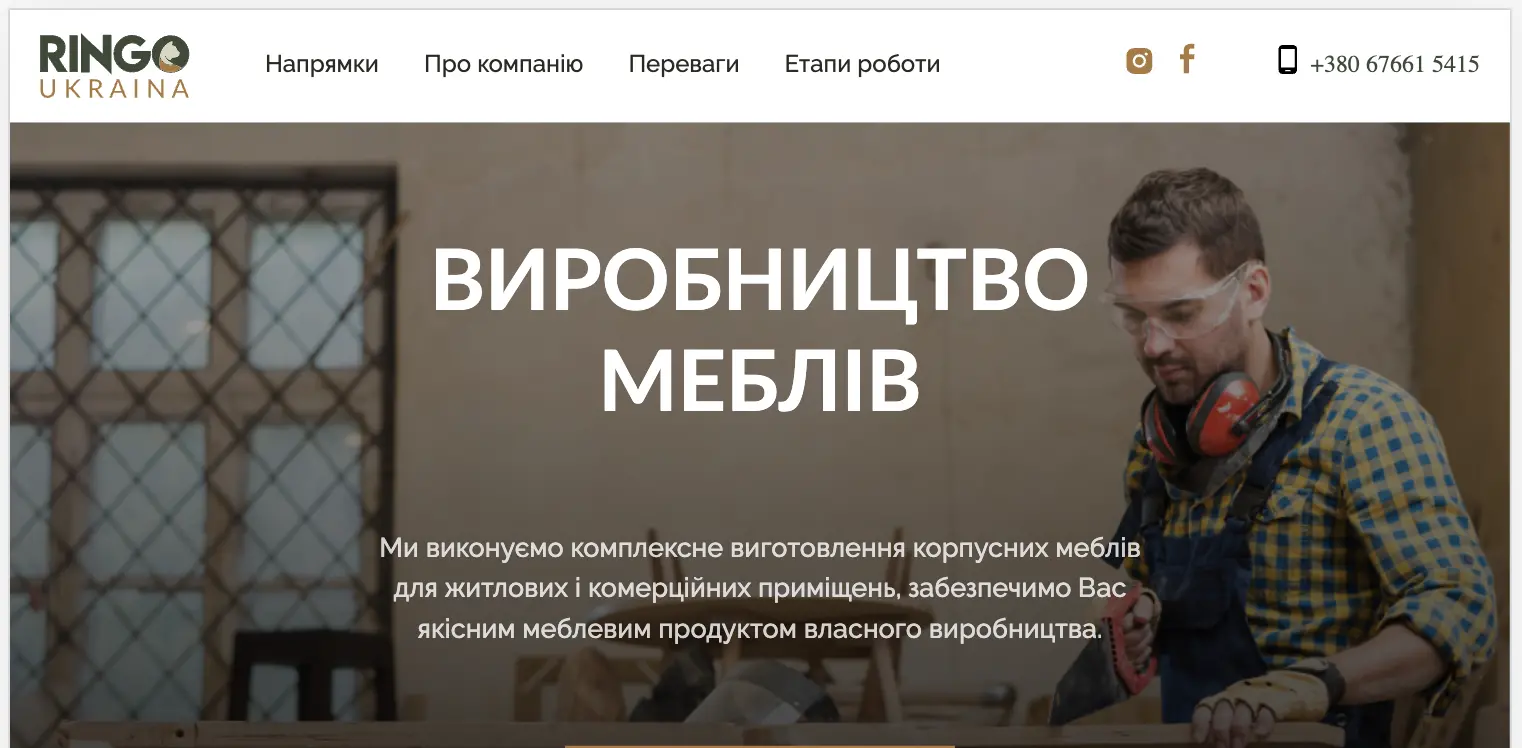 RINGO
UKRAINA
Напрямки
Про компанію
Переваги
Етапи роботи
+380 67661 5415
ВИРОБНИЦТВО
МЕБЛІВ
Ми виконуємо комплексне виготовлення корпусних меблів
для житлових і комерційних приміщень, забезпечимо Вас
якісним меблевим продуктом власного виробництва.